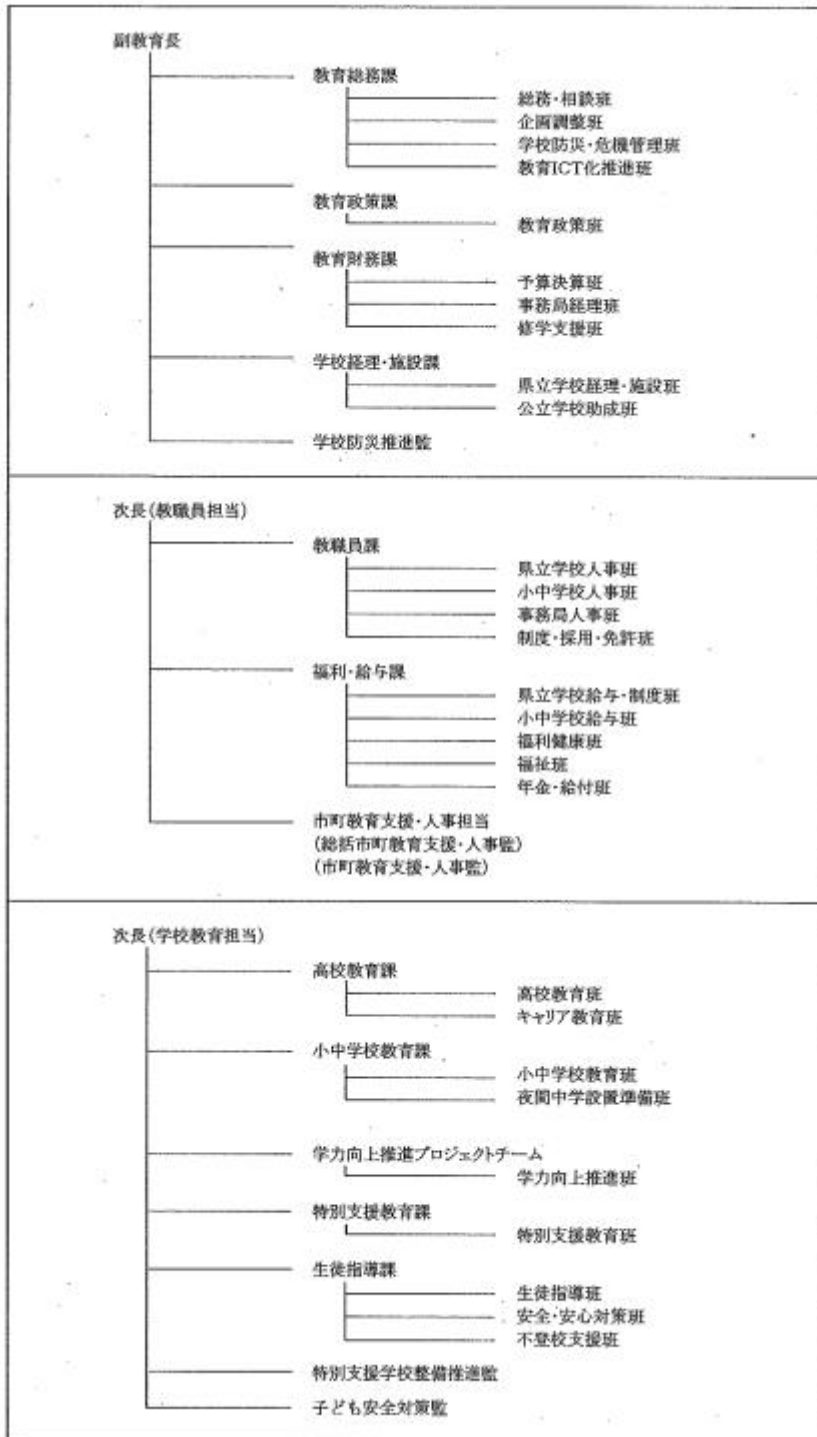 副教育長
教育総務課
総務・相談班
企画調整班
学校防災・危機管理班
教育ICT化推進班
教育政策課
教育政策班
教育財務課
予算決算班
事務局経理班
修学支援班
学校経理・施設課
県立学校経理・施設班
公立学校助成班
学校防災推進監
次長(教職員担当)
教職員課
県立学校人事班
小中学校人事班
事務局人事班
制度・採用・免許班
福利・給与課
県立学校給与・制度班
小中学校給与班
福利健康班
福祉班
年金・給付班
市町教育支援・人事担当
(総括市町教育支援・人事監)
(市町教育支援・人事監)
次長(学校教育担当)
高校教育課
高校教育班
キャリア教育班
小中学校教育課
小中学校教育班
夜間中学設置準備班
学力向上推進プロジェクトチーム
学力向上推進班
特別支援教育課
特別支援教育班
生徒指導課
生徒指導班
安全・安心対策班
不登校支援班
特別支援学校整備推進監
子ども安全対策監